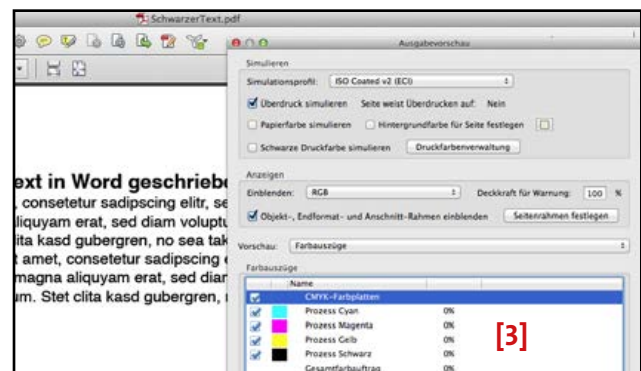 SchwarzerText.pdf
Ausgabevorschau
Simulieren
Simulationsprofil: ISO Coated v2 (ECI)
Überdruck simulieren Seite weist Überdrucken auf: Nein
Papierfarbe simulieren Hintergrundfarbe für Seite festlegen
Schwarze Druckfarbe simulieren Druckfarbenverwaltung
Anzeigen
Einblenden: RGB Deckkraft für Warnung: 100 %
Objekt-, Endformat- und Anschnitt-Rahmen einblenden Seitenrahmen festlegen
Vorschau: Farbauszüge
Farbauszüge
Name
CMYK-Farbplatten
Prozess Cyan 0%
Prozess Magenta 0%
Prozess Gelb 0%
Prozess Schwarz 0%
Gesamtfarbauftrag 0%
[3]
ext in Word geschriebe
, consetetur sadipscing elitr, se
liquyam erat, sed diam volupt
lita kasd gubergren, no sea tak
t amet, consetetur sadipscing
magna aliquyam erat, sed diar
um. Stet clita kasd gubergren,